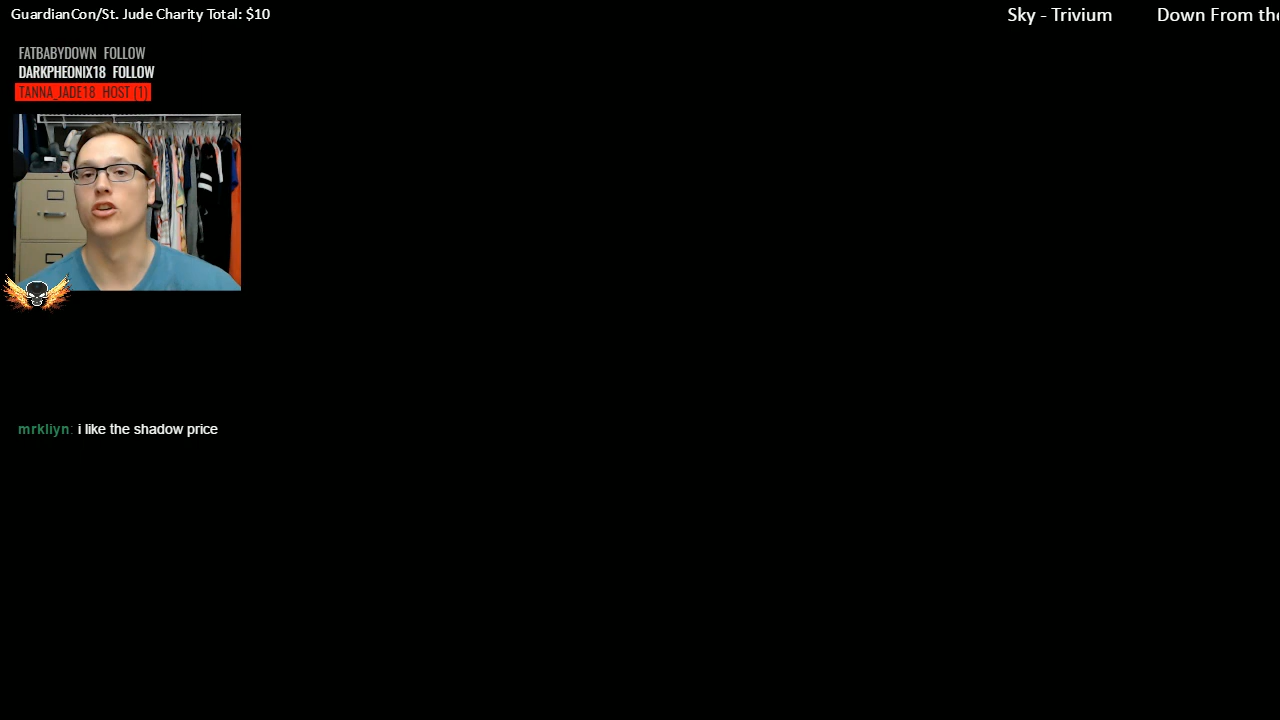 GuardianCon/St. Jude Charity Total: $10
Sky - Trivium Down From the
FATBABYDOWN FOLLOW
DARKPHEONIX18 FOLLOW
TANNA_JADE18 HOST (1)
mrkliyn: i like the shadow price